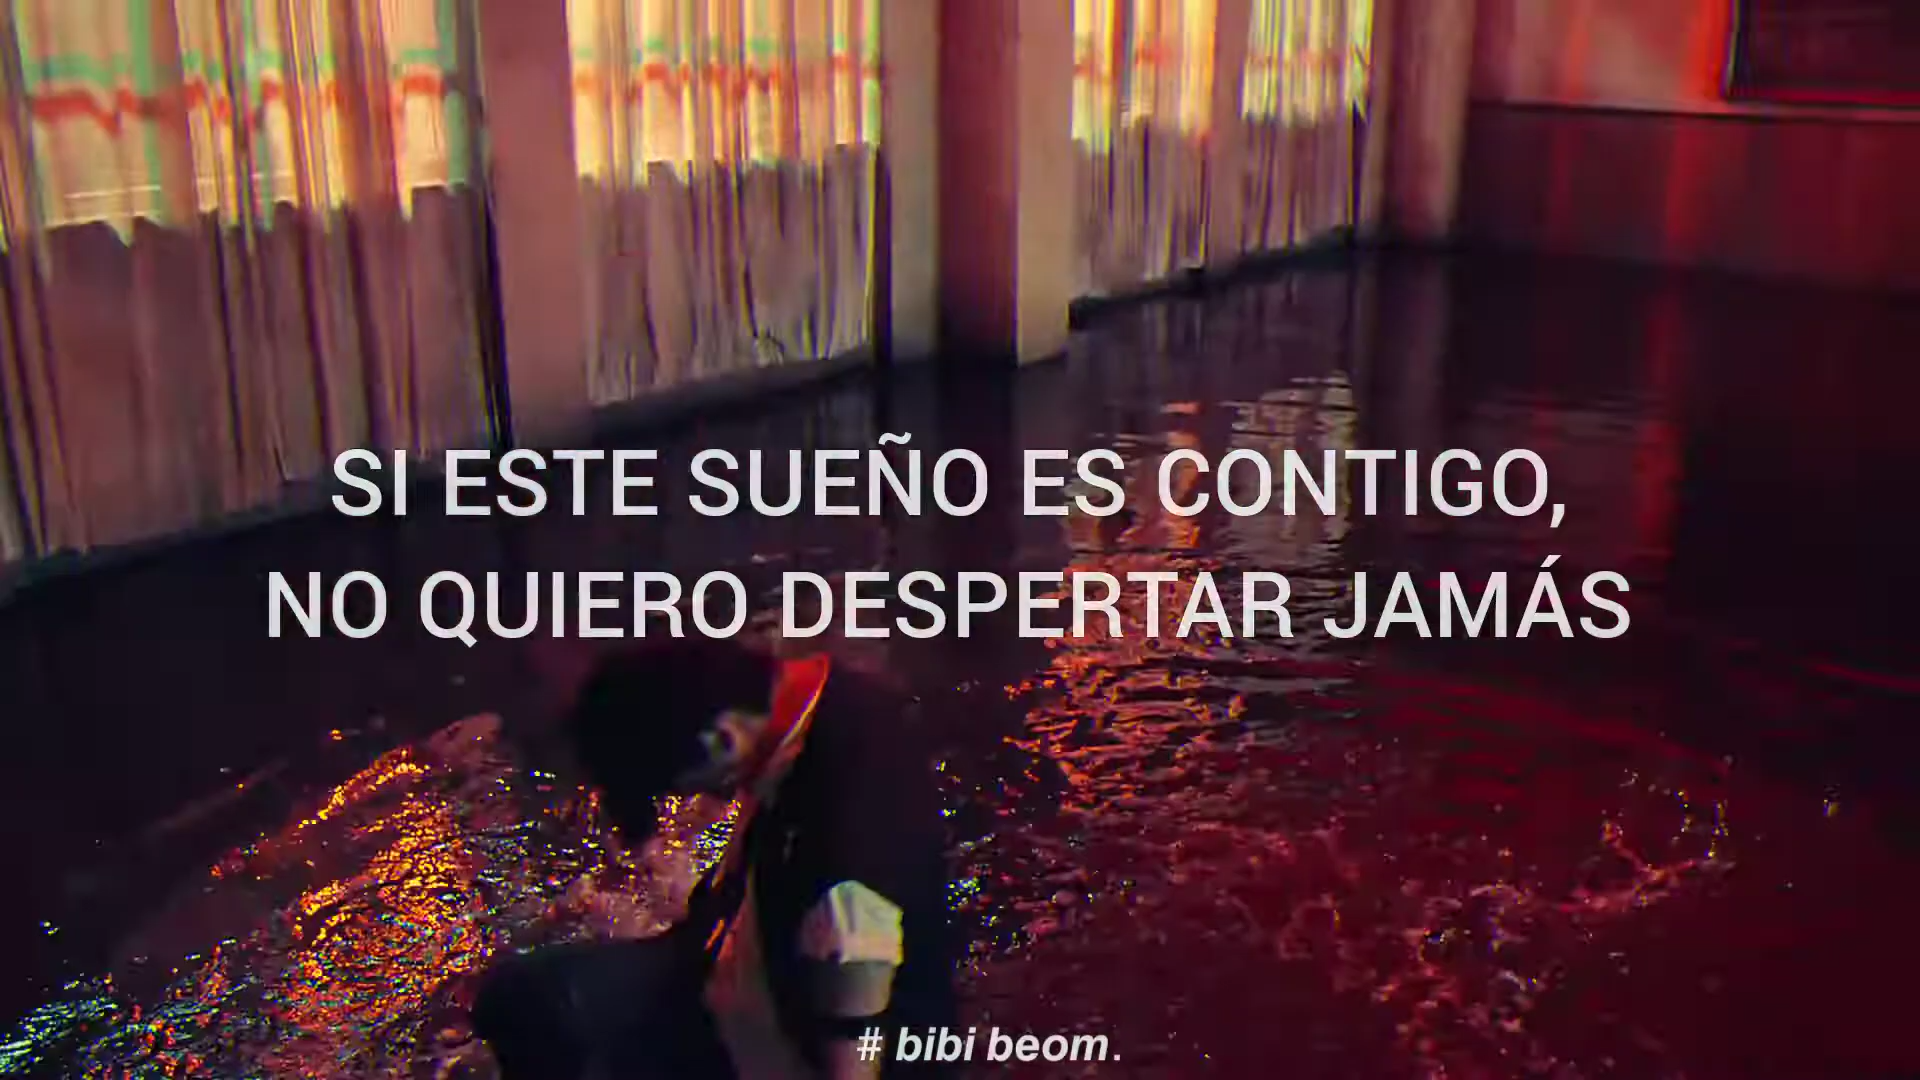 SI ESTE SUEÑO ES CONTIGO,
NO QUIERO DESPERTAR JAMÁS
# bibi beom.